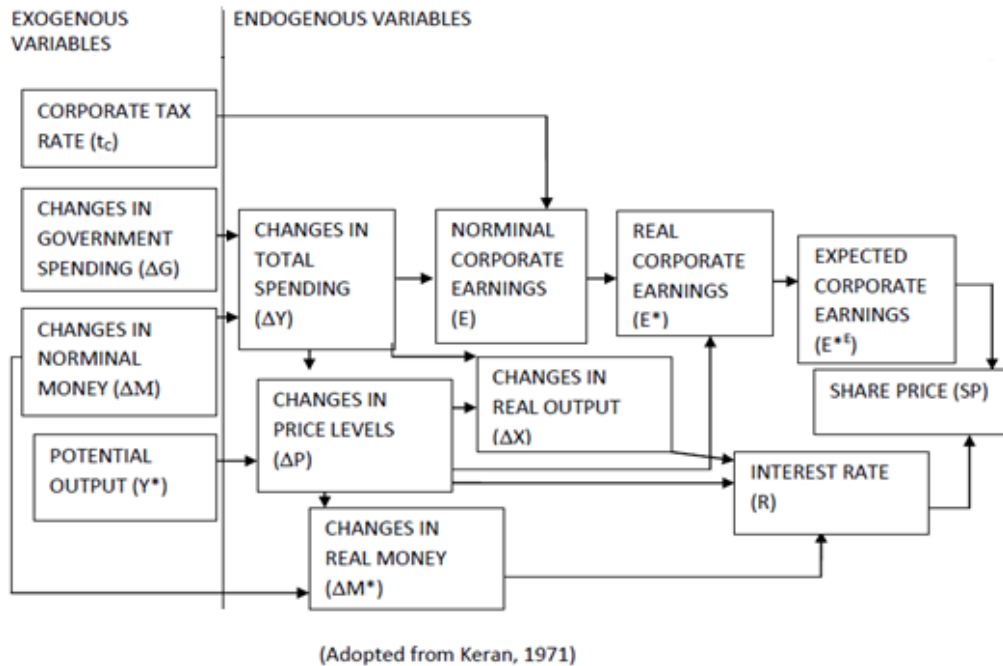 EXOGENOUS
VARIABLES
ENDOGENOUS VARIABLES
CORPORATE TAX
RATE (tC)
CHANGES IN
GOVERNMENT
SPENDING (ΔG)
CHANGES IN
NORMINAL
MONEY (ΔM)
POTENTIAL
OUTPUT (Y*)
CHANGES IN
TOTAL
SPENDING
(ΔY)
NORMINAL
CORPORATE
EARNINGS
(E)
REAL
CORPORATE
EARNINGS
(E*)
EXPECTED
CORPORATE
EARNINGS
(E*ᴱ)
CHANGES IN
PRICE LEVELS
(ΔP)
CHANGES IN
REAL OUTPUT
(ΔX)
SHARE PRICE (SP)
INTEREST RATE
(R)
CHANGES IN
REAL MONEY
(ΔM*)
(Adopted from Keran, 1971)